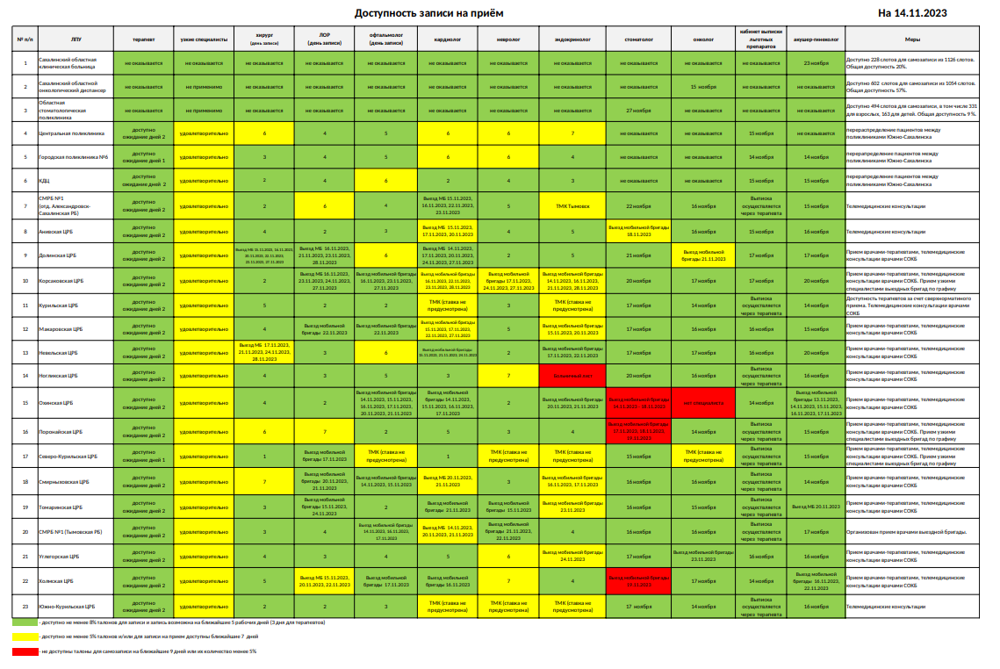 Доступность записи на приём
На 14.11.2023
№ п/п ЛПУ терапевт узкие специалисты хирург (день записи) ЛОР (день записи) офтальмолог (день записи) кардиолог невролог эндокринолог стоматолог онколог кабинет выписки льготных препаратов акушер-гинеколог Меры
1 Сахалинский областная клиническая больница не оказывается не оказывается не оказывается не оказывается не оказывается не оказывается не оказывается не оказывается не оказывается не оказывается не оказывается 23 ноября Доступно 228 слотов для самозаписи из 1126 слотов. Общая доступность 20%.
2 Сахалинский областной онкологический диспансер не оказывается не применимо не оказывается не оказывается не оказывается не оказывается не оказывается не оказывается не оказывается 15 ноября не оказывается не оказывается Доступно 602 слотов для самозаписи из 1054 слотов. Общая доступность 57%.
3 Областная стоматологическая поликлиника не оказывается не применимо не оказывается не оказывается не оказывается не оказывается не оказывается не оказывается 27 ноября не оказывается не оказывается не оказывается Доступно 494 слотов для самозаписи, в том числе 331 для взрослых, 163 для детей. Общая доступность 9 %.
4 Центральная поликлиника доступно ожидание дней 2 удовлетворительно 6 4 5 6 6 7 не оказывается не оказывается 15 ноября не оказывается перераспределение пациентов между поликлиниками Южно-Сахалинска
5 Городская поликлиника №6 доступно ожидание дней 1 удовлетворительно 3 4 5 6 6 4 не оказывается не оказывается 14 ноября 14 ноября перерапределение пациентов между поликлиниками Южно-Сахалинска
6 КДЦ доступно ожидание дней 2 удовлетворительно 2 4 6 2 4 3 не оказывается не оказывается 15 ноября 15 ноября перерапределение пациентов между поликлиниками Южно-Сахалинска
7 СМРБ №1 (отд. Александровск-Сахалинская РБ) доступно ожидание дней 2 удовлетворительно 2 6 4 Выезд МБ 15.11.2023, 16.11.2023, 22.11.2023, 23.11.2023 5 ТМК Тымовск 22 ноября 16 ноября Выписка осуществляется через терапевта 15 ноября Телемедицинские консультации
8 Анивская ЦРБ доступно ожидание дней 2 удовлетворительно 4 2 3 Выезд МБ 15.11.2023, 17.11.2023, 20.11.2023 4 5 Выезд мобильной бригады 18.11.2023 16 ноября 15 ноября 16 ноября Телемедицинские консультации
9 Долинская ЦРБ доступно ожидание дней 2 удовлетворительно Выезд МБ 15.11.2023, 16.11.2023, 20.11.2023, 22.11.2023, 22.11.2023, 27.11.2023 Выезд МБ 16.11.2023, 21.11.2023, 23.11.2023, 28.11.2023 6 Выезд МБ 14.11.2023, 17.11.2023, 20.11.2023, 24.11.2023, 27.11.2023 2 5 21 ноября Выезд мобильной бригады 21.11.2023 17 ноября 17 ноября Прием врачами-терапевтами, телемедицинские консультации врачами СОКБ
10 Корсаковская ЦРБ доступно ожидание дней 2 удовлетворительно 2 Выезд МБ 16.11.2023, 23.11.2023, 24.11.2023, 27.11.2023 Выезд мобильной бригады 16.11.2023, 23.11.2023, 27.11.2023 Выезд мобильной бригады 16.11.2023, 22.11.2023, 23.11.2023, 28.11.2023 Выезд мобильной бригады 17.11.2023, 24.11.2023, 27.11.2023 Выезд мобильной бригады 14.11.2023, 16.11.2023, 21.11.2023, 28.11.2023 20 ноября 17 ноября 17 ноября 20 ноября Прием врачами-терапевтами, телемедицинские консультации врачами СОКБ. Прием узкими специалистами выездных бригад по графику
11 Курильская ЦРБ доступно ожидание дней 2 удовлетворительно 5 2 2 ТМК (ставка не предусмотрена) 3 ТМК (ставка не предусмотрена) 17 ноября 14 ноября Выписка осуществляется через терапевта 14 ноября Доступность терапевтов за счет сверхнорматиного приема. Телемедицинские консультации врачами СОКБ
12 Макаровская ЦРБ доступно ожидание дней 2 удовлетворительно 4 Выезд мобильной бригады 22.11.2023 Выезд мобильной бригады 22.11.2023 Выезд мобильной бригады 15.11.2023, 17.11.2023, 22.11.2023, 27.11.2023 5 Выезд мобильной бригады 15.11.2023, 20.11.2023 17 ноября 16 ноября 16 ноября 15 ноября Прием врачами-терапевтами, телемедицинские консультации врачами СОКБ
13 Невельская ЦРБ доступно ожидание дней 2 удовлетворительно Выезд МБ 17.11.2023, 21.11.2023, 24.11.2023, 28.11.2023 3 6 Выезд мобильной бригады 15.11.2023, 21.11.2023, 24.11.2023 2 Выезд мобильной бригады 17.11.2023, 22.11.2023 17 ноября 17 ноября 16 ноября 20 ноября Прием врачами-терапевтами, телемедицинские консультации врачами СОКБ
14 Ногликская ЦРБ доступно ожидание дней 2 удовлетворительно 4 3 5 3 7 Больничный лист 20 ноября 16 ноября Выписка осуществляется через терапевта 16 ноября Прием врачами-терапевтами, телемедицинские консультации врачами СОКБ
15 Охинская ЦРБ доступно ожидание дней 2 удовлетворительно 4 2 Выезд мобильной бригады 14.11.2023, 15.11.2023, 16.11.2023, 17.11.2023, 20.11.2023, 21.11.2023 Выезд мобильной бригады 14.11.2023, 15.11.2023, 16.11.2023, 17.11.2023 2 Выезд мобильной бригады 20.11.2023, 21.11.2023 Выезд мобильной бригады 14.11.2023 - 18.11.2023 нет специалиста 14 ноября Выезд мобильной бригады 13.11.2023, 14.11.2023, 15.11.2023, 16.11.2023, 17.11.2023 Прием врачами-терапевтами, телемедицинские консультации врачами СОКБ
16 Поронайская ЦРБ доступно ожидание дней 2 удовлетворительно 6 7 2 5 3 4 Выезд мобильной бригады 17.11.2023, 18.11.2023, 14 ноября Выписка осуществляется через терапевта 15 ноября Прием врачами-терапевтами, телемедицинские консультации врачами СОКБ. Прием узкими специалистами выездных бригад по графику
17 Северо-Курильская ЦРБ доступно ожидание дней 1 удовлетворительно 1 Выезд мобильной бригады 17.11.2023 ТМК (ставка не предусмотрена) 1 ТМК (ставка не предусмотрена) ТМК (ставка не предусмотрена) 15 ноября ТМК (ставка не предусмотрена) Выписка осуществляется через терапевта 15 ноября Прием врачами-терапевтами, телемедицинские консультации врачами СОКБ. Прием узкими специалистами выездных бригад по графику
18 Смирныховская ЦРБ доступно ожидание дней 2 удовлетворительно 7 Выезд мобильной бригады 20.11.2023, 21.11.2023 Выезд мобильной бригады 14.11.2023, 15.11.2023 Выезд МБ 20.11.2023, 21.11.2023 3 Выезд мобильной бригады 16.11.2023, 17.11.2023 16 ноября 16 ноября Выписка осуществляется через терапевта 14 ноября Прием врачами-терапевтами, телемедицинские консультации врачами СОКБ
19 Томаринская ЦРБ доступно ожидание дней 2 удовлетворительно 3 Выезд мобильной бригады 15.11.2023, 24.11.2023 2 Выезд мобильной бригады 21.11.2023 Выезд мобильной бригады 15.11.2023 Выезд мобильной бригады 23.11.2023 16 ноября 15 ноября Выписка осуществляется через терапевта Выезд МБ 20.11.2023 Прием врачами-терапевтами, телемедицинские консультации врачами СОКБ
20 СМРБ №1 (Тымовская РБ) доступно ожидание дней 2 удовлетворительно 3 4 Выезд мобильной бригады 14.11.2023, 16.11.2023, 17.11.2023 Выезд МБ 14.11.2023, 20.11.2023, 21.11.2023 Выезд мобильной бригады 21.11.2023, 22.11.2023 4 16 ноября 16 ноября Выписка осуществляется через терапевта 17 ноября Организован прием врачами выездной бригады.
21 Углегорская ЦРБ доступно ожидание дней 2 удовлетворительно 4 3 4 5 6 Выезд мобильной бригады 24.11.2023 17 ноября Выезд мобильной бригады 23.11.2023 16 ноября 16 ноября Прием врачами-терапевтами, телемедицинские консультации врачами СОКБ
22 Холмская ЦРБ доступно ожидание дней 2 удовлетворительно 5 Выезд МБ 15.11.2023, 20.11.2023, 22.11.2023 Выезд мобильной бригады 17.11.2023 Выезд мобильной бригады 16.11.2023 7 4 Выезд мобильной бригады 17 ноября 14 ноября Выезд мобильной бригады 16.11.2023, 22.11.2023 Прием врачами-терапевтами, телемедицинские консультации врачами СОКБ
23 Южно-Курильская ЦРБ доступно ожидание дней 2 удовлетворительно 2 2 3 ТМК (ставка не предусмотрена) ТМК (ставка не предусмотрена) ТМК (ставка не предусмотрена) 17 ноября 14 ноября Выписка осуществляется через терапевта 16 ноября Телемедицинские консультации
- доступно не менее 8% талонов для записи и запись возможна на ближайшие 5 рабочих дней (3 дня для терапевтов)
- доступно не менее 5% талонов и/или для записи на прием доступны ближайшие 7 дней
- не доступны талоны для самозаписи на ближайшие 9 дней или их количество менее 5%